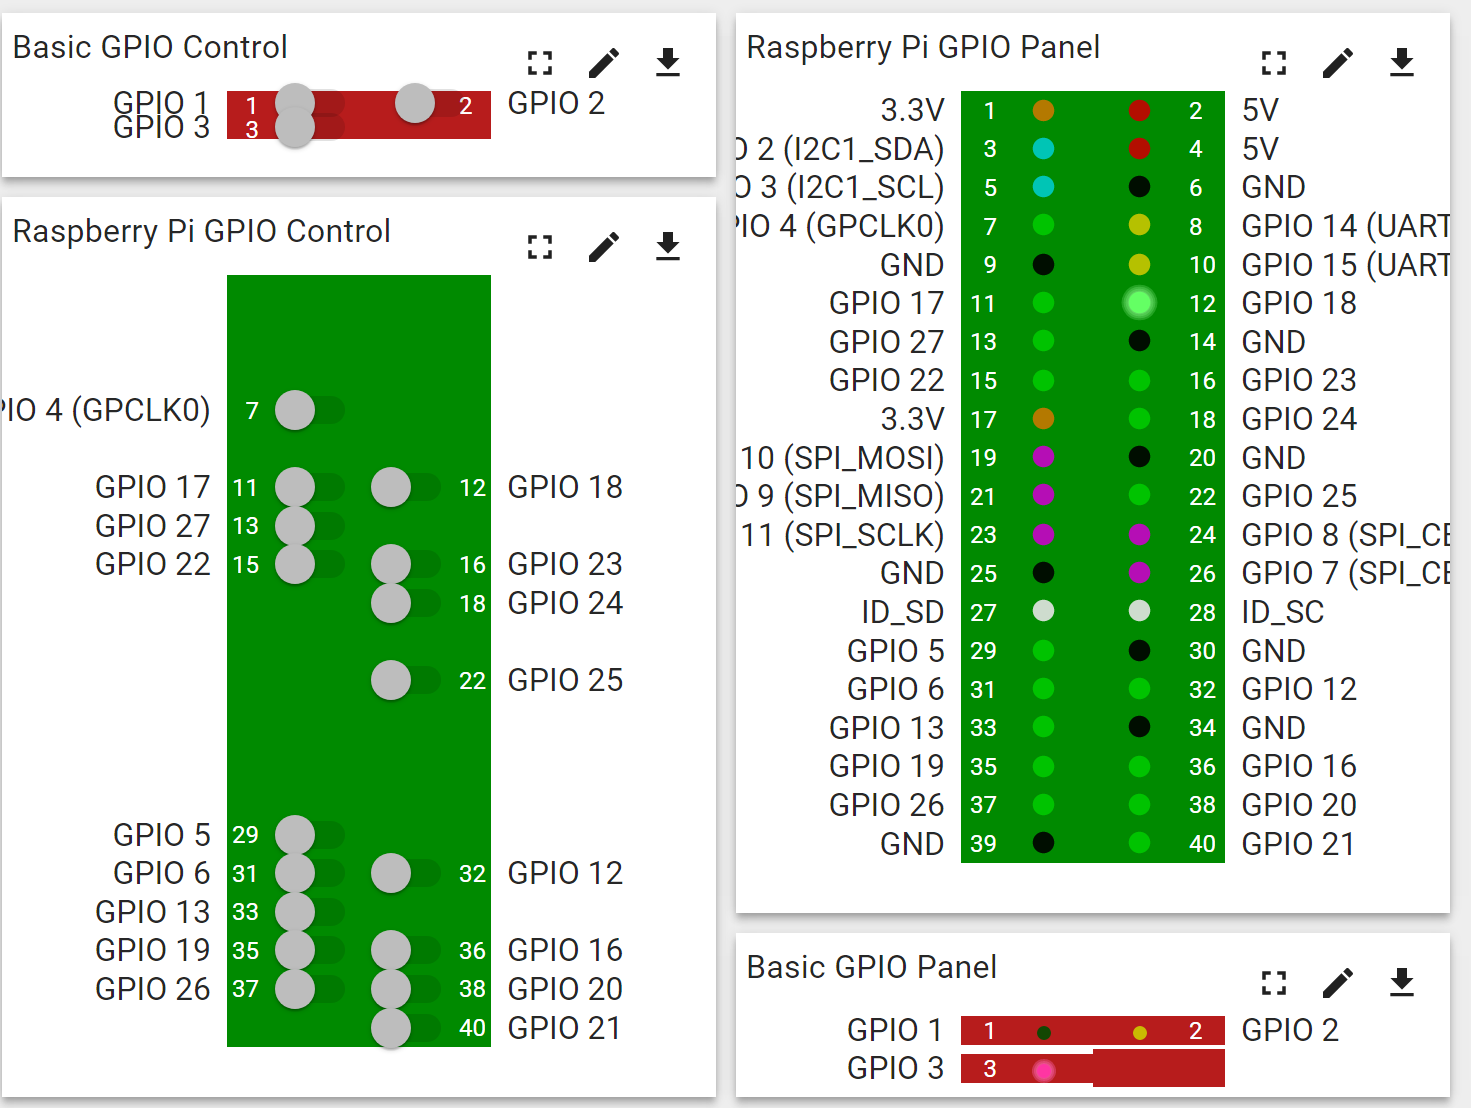 Basic GPIO Control
GPIO 1 1 2 GPIO 2
GPIO 3 3
Raspberry Pi GPIO Control
PIO 4 (GPCLK0) 7
GPIO 17 11 12 GPIO 18
GPIO 27 13
GPIO 22 15 16 GPIO 23
18 GPIO 24
22 GPIO 25
GPIO 5 29
GPIO 6 31 32 GPIO 12
GPIO 13 33
GPIO 19 35 36 GPIO 16
GPIO 26 37 38 GPIO 20
40 GPIO 21
Raspberry Pi GPIO Panel
3.3V 1 2 5V
O 2 (I2C1_SDA) 3 4 5V
O 3 (I2C1_SCL) 5 6 GND
PIO 4 (GPCLK0) 7 8 GPIO 14 (UART
GND 9 10 GPIO 15 (UART
GPIO 17 11 12 GPIO 18
GPIO 27 13 14 GND
GPIO 22 15 16 GPIO 23
3.3V 17 18 GPIO 24
10 (SPI_MOSI) 19 20 GND
O 9 (SPI_MISO) 21 22 GPIO 25
11 (SPI_SCLK) 23 24 GPIO 8 (SPI_CE
GND 25 26 GPIO 7 (SPI_CE
ID_SD 27 28 ID_SC
GPIO 5 29 30 GND
GPIO 6 31 32 GPIO 12
GPIO 13 33 34 GND
GPIO 19 35 36 GPIO 16
GPIO 26 37 38 GPIO 20
GND 39 40 GPIO 21
Basic GPIO Panel
GPIO 1 1 2 GPIO 2
GPIO 3 3